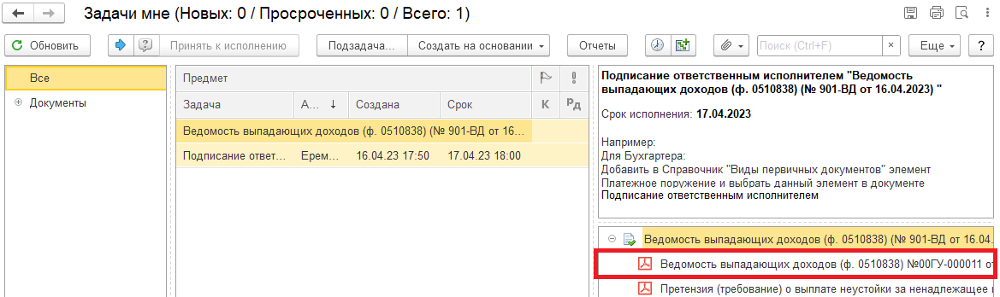 Задачи мне (Новых: 0 / Просроченных: 0 / Всего: 1)
Обновить
Принять к исполнению
Подзадача...
Создать на основании
Отчеты
Поиск (Ctrl+F)
×
Еще
?
Все
Документы
Предмет
Задача А... ↓ Создана Срок К Рд
Ведомость выпадающих доходов (ф. 0510838) (№ 901-ВД от 16...
Подписание ответ... Ерем... 16.04.23 17:50 17.04.23 18:00
Подписание ответственным исполнителем "Ведомость
выпадающих доходов (ф. 0510838) (№ 901-ВД от 16.04.2023) "
Срок исполнения: 17.04.2023
Например:
Для Бухгалтера:
Добавить в Справочник "Виды первичных документов" элемент
Платежное поручение и выбрать данный элемент в документе
Подписание ответственным исполнителем
Ведомость выпадающих доходов (ф. 0510838) (№ 901-ВД от 16.04.
Ведомость выпадающих доходов (ф. 0510838) №00ГУ-000011 от
Претензия (требование) о выплате неустойки за ненадлежащее